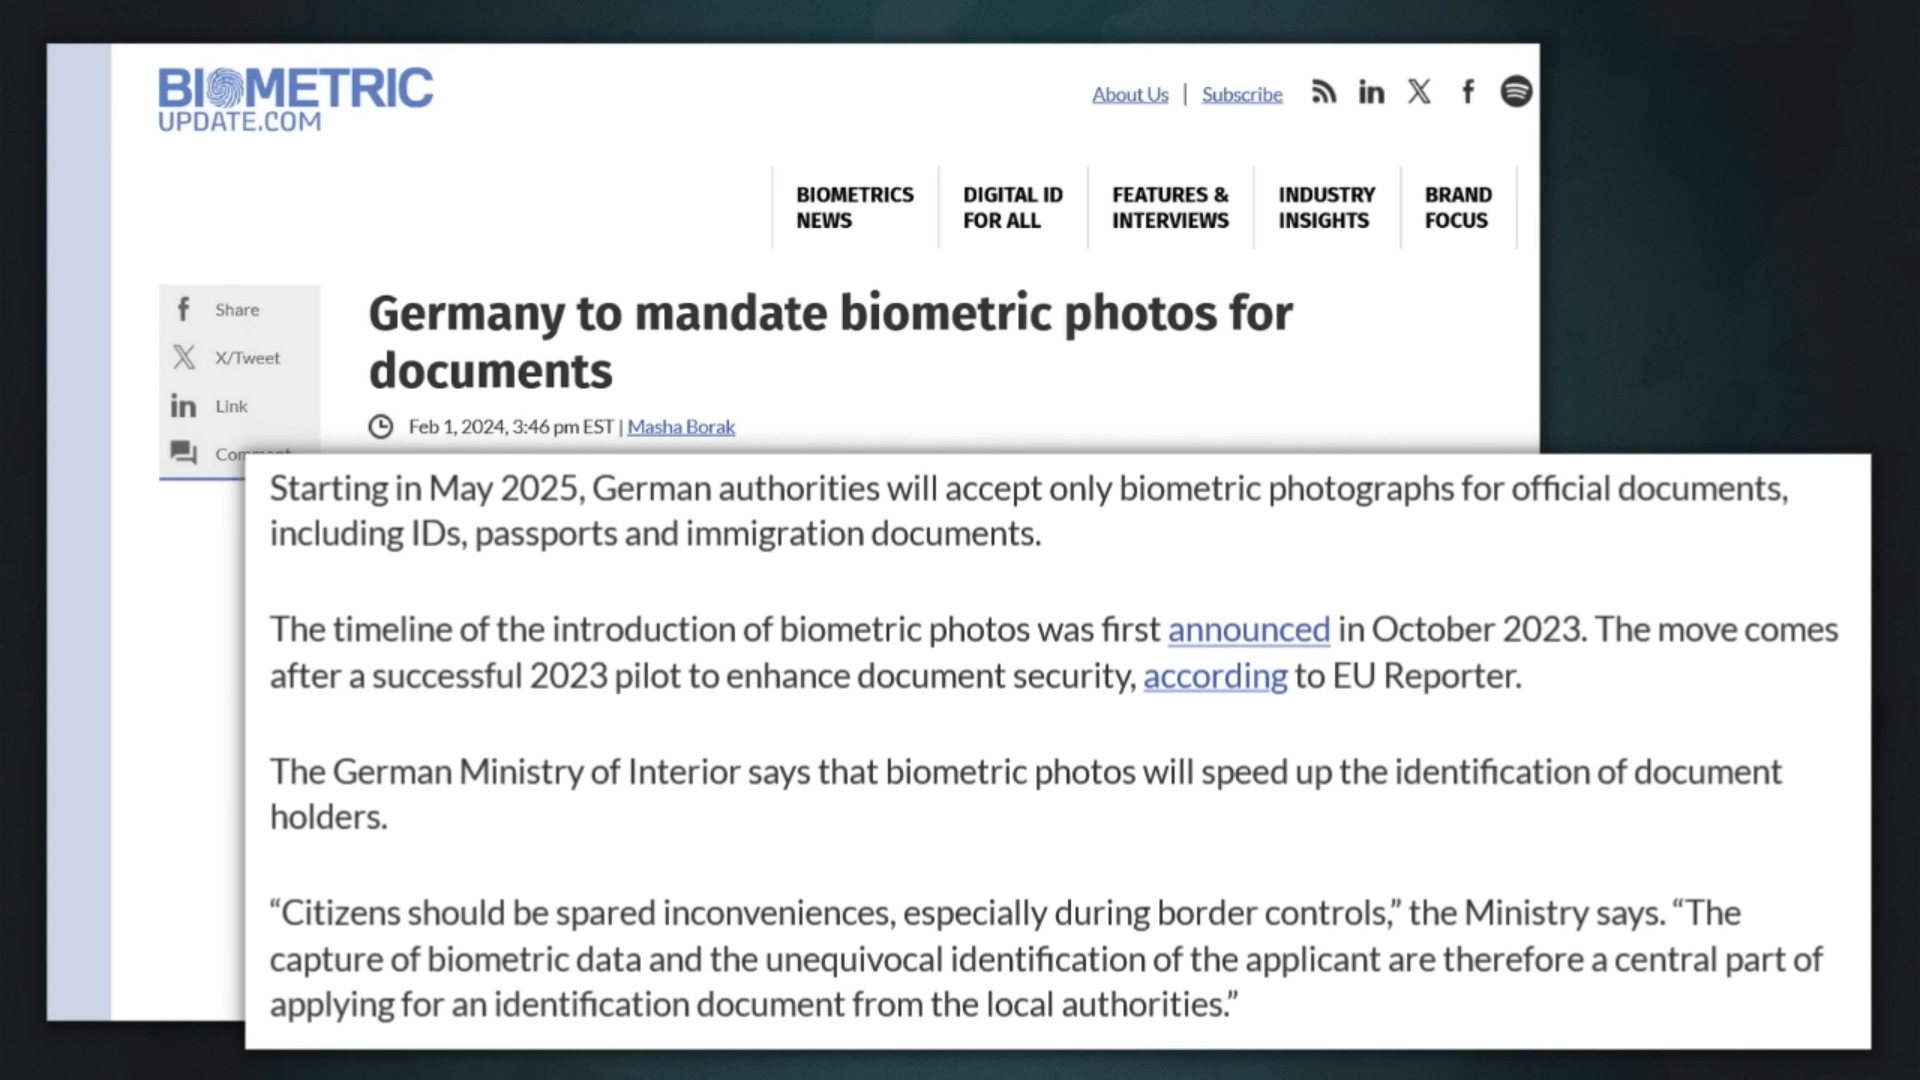 BIOMETRIC
UPDATE.COM
About Us | Subscribe
BIOMETRICS NEWS
DIGITAL ID FOR ALL
FEATURES & INTERVIEWS
INDUSTRY INSIGHTS
BRAND FOCUS
Share
X/Tweet
Link
Comment
Germany to mandate biometric photos for
documents
Feb 1, 2024, 3:46 pm EST | Masha Borak
Starting in May 2025, German authorities will accept only biometric photographs for official documents,
including IDs, passports and immigration documents.
The timeline of the introduction of biometric photos was first announced in October 2023. The move comes
after a successful 2023 pilot to enhance document security, according to EU Reporter.
The German Ministry of Interior says that biometric photos will speed up the identification of document
holders.
“Citizens should be spared inconveniences, especially during border controls,” the Ministry says. “The
capture of biometric data and the unequivocal identification of the applicant are therefore a central part of
applying for an identification document from the local authorities.”